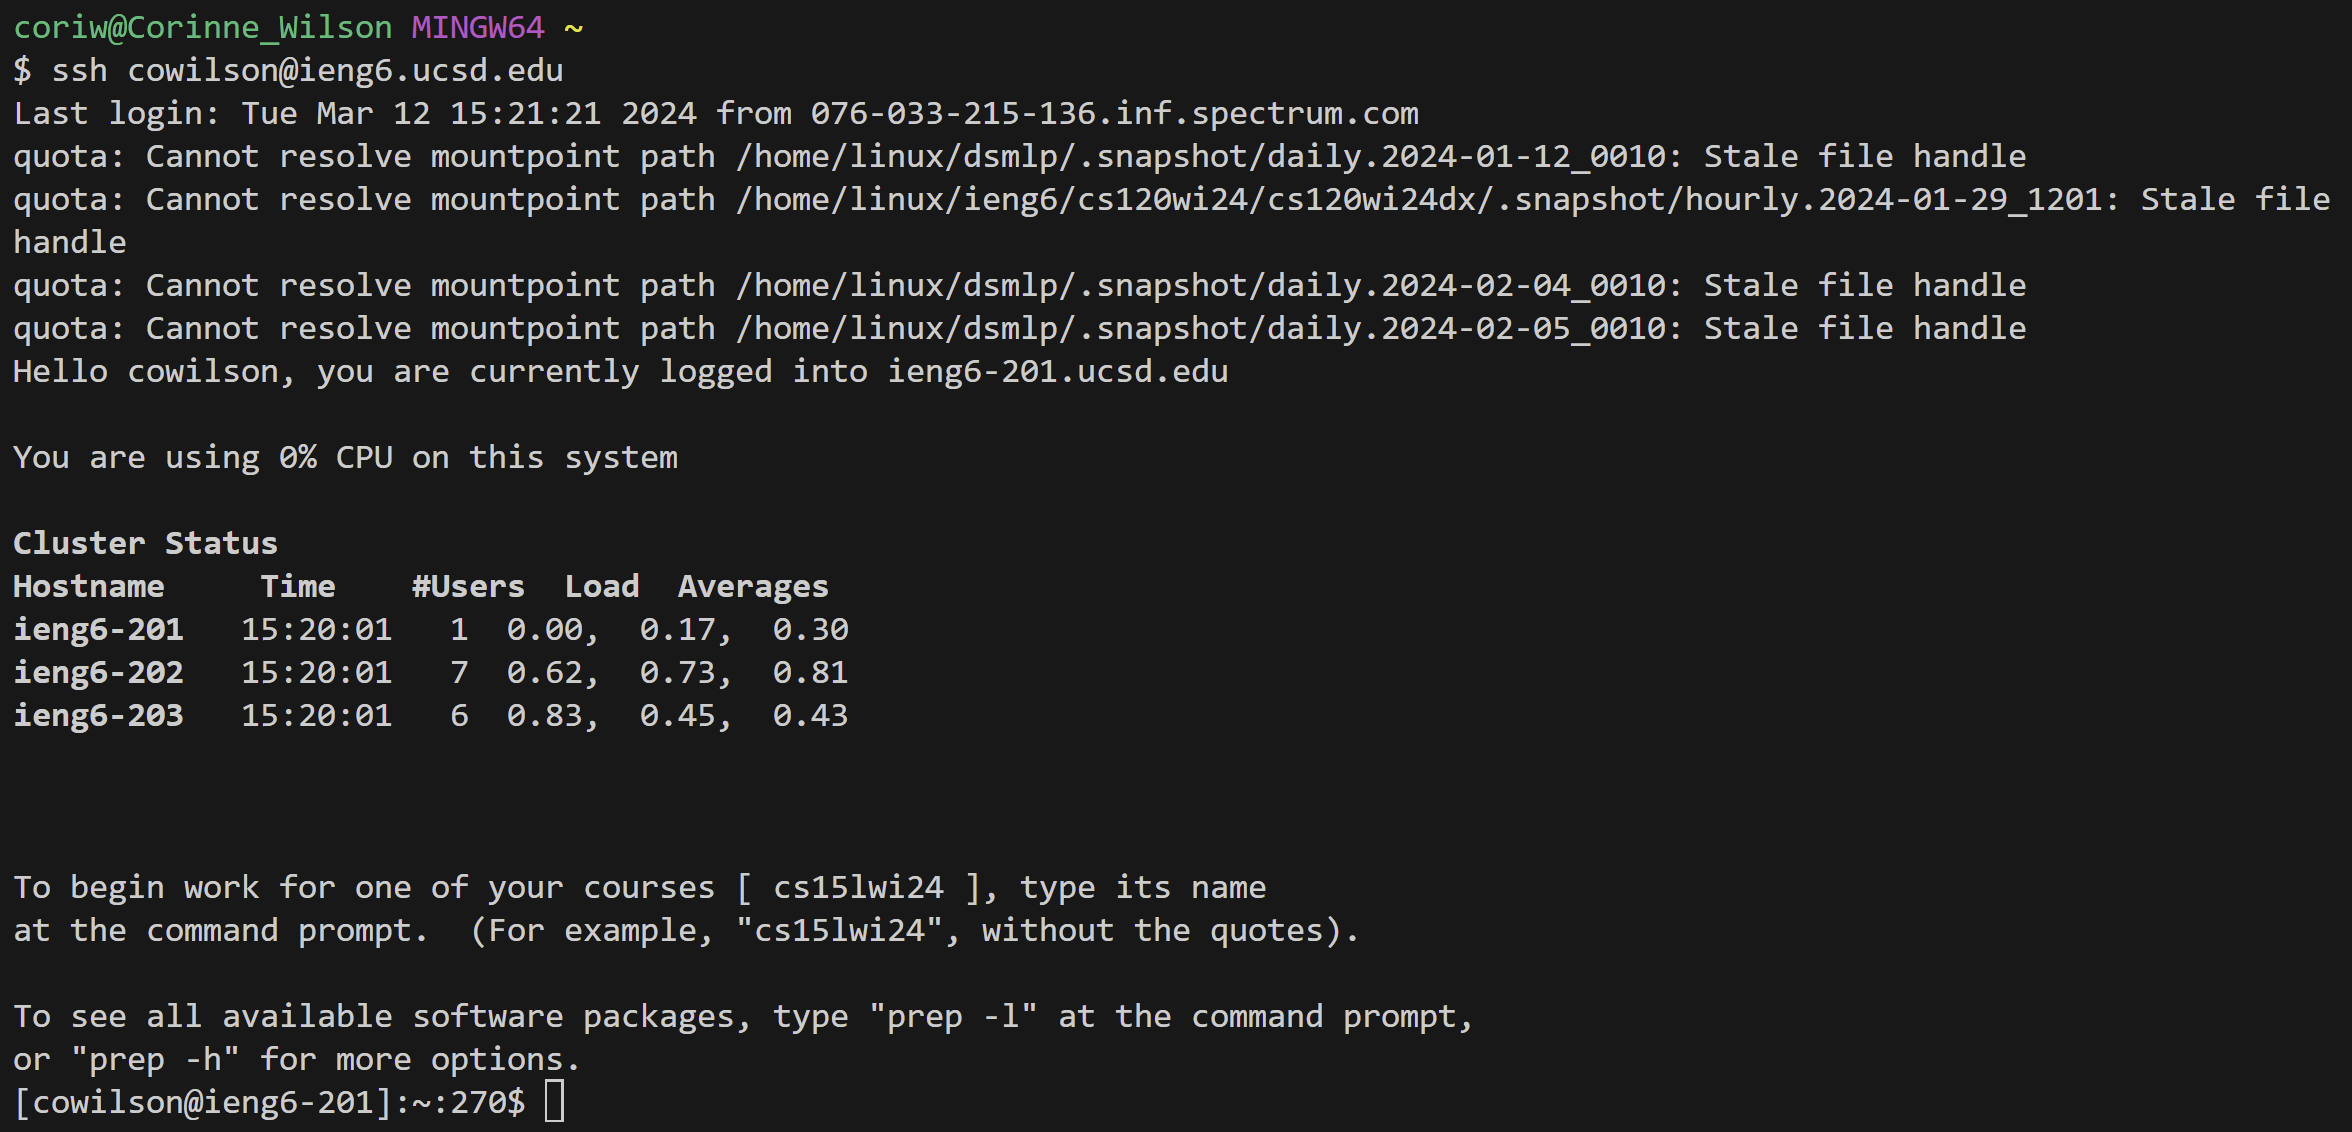 coriw@Corinne_Wilson MINGW64 ~
$ ssh cowilson@ieng6.ucsd.edu
Last login: Tue Mar 12 15:21:21 2024 from 076-033-215-136.inf.spectrum.com
quota: Cannot resolve mountpoint path /home/linux/dsmlp/.snapshot/daily.2024-01-12_0010: Stale file handle
quota: Cannot resolve mountpoint path /home/linux/ieng6/cs120wi24/cs120wi24dx/.snapshot/hourly.2024-01-29_1201: Stale file
handle
quota: Cannot resolve mountpoint path /home/linux/dsmlp/.snapshot/daily.2024-02-04_0010: Stale file handle
quota: Cannot resolve mountpoint path /home/linux/dsmlp/.snapshot/daily.2024-02-05_0010: Stale file handle
Hello cowilson, you are currently logged into ieng6-201.ucsd.edu
You are using 0% CPU on this system
Cluster Status
Hostname     Time    #Users  Load  Averages
ieng6-201   15:20:01   1  0.00,  0.17,  0.30
ieng6-202   15:20:01   7  0.62,  0.73,  0.81
ieng6-203   15:20:01   6  0.83,  0.45,  0.43
To begin work for one of your courses [ cs15lwi24 ], type its name
at the command prompt.  (For example, "cs15lwi24", without the quotes).
To see all available software packages, type "prep -l" at the command prompt,
or "prep -h" for more options.
[cowilson@ieng6-201]:~:270$